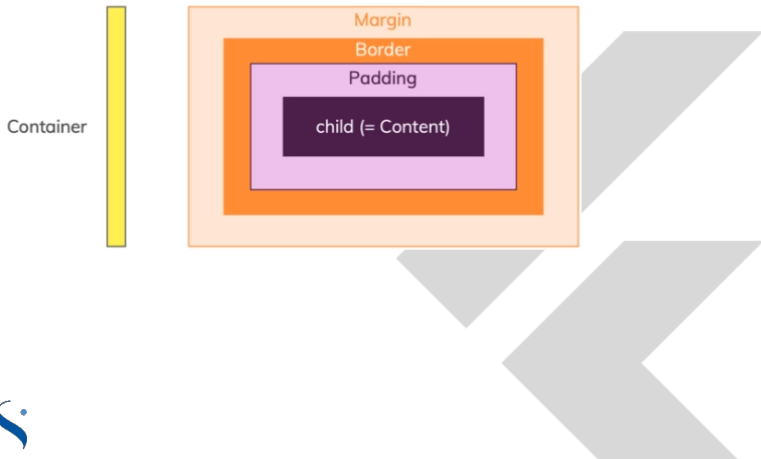 Margin
Border
Padding
Container
child (= Content)